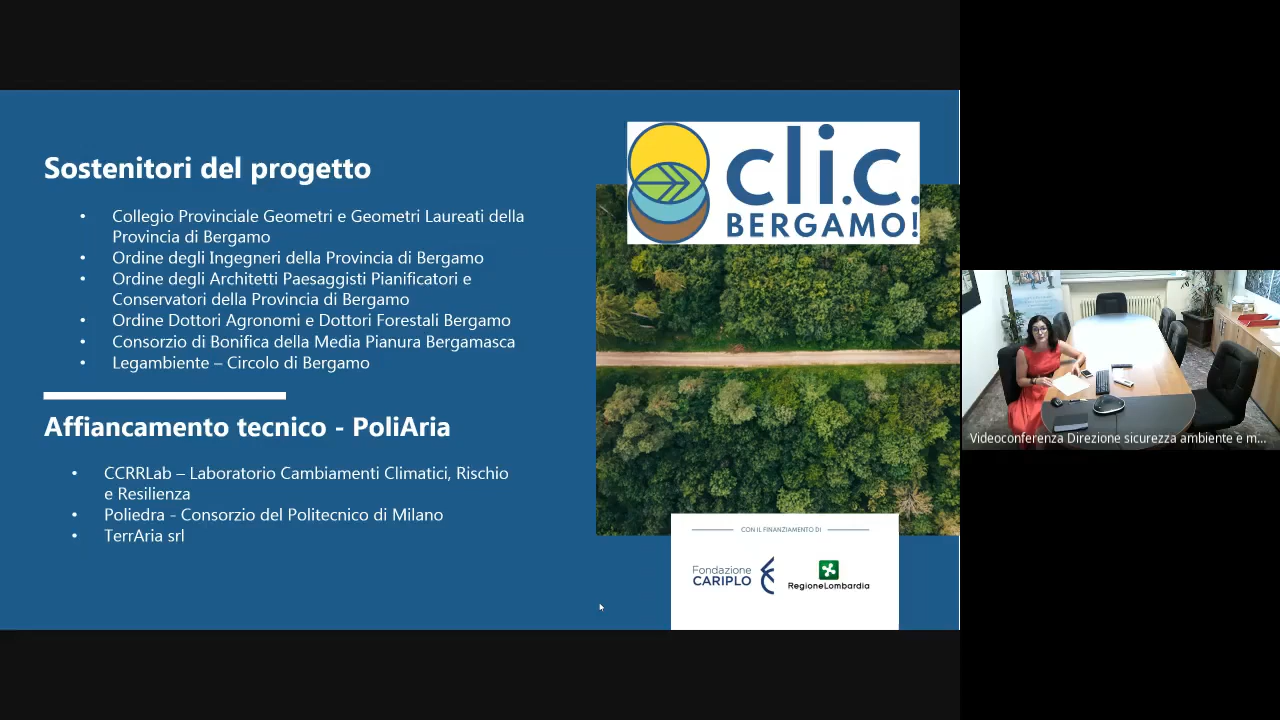 Sostenitori del progetto
• Collegio Provinciale Geometri e Geometri Laureati della
Provincia di Bergamo
• Ordine degli Ingegneri della Provincia di Bergamo
• Ordine degli Architetti Paesaggisti Pianificatori e
Conservatori della Provincia di Bergamo
• Ordine Dottori Agronomi e Dottori Forestali Bergamo
• Consorzio di Bonifica della Media Pianura Bergamasca
• Legambiente – Circolo di Bergamo
Affiancamento tecnico - PoliAria
• CCRRLab – Laboratorio Cambiamenti Climatici, Rischio
e Resilienza
• Poliedra - Consorzio del Politecnico di Milano
• TerrAria srl
cli.c.
BERGAMO!
CON IL FINANZIAMENTO DI
Fondazione
CARIPLO
RegioneLombardia
Videoconferenza Direzione sicurezza ambiente e m...